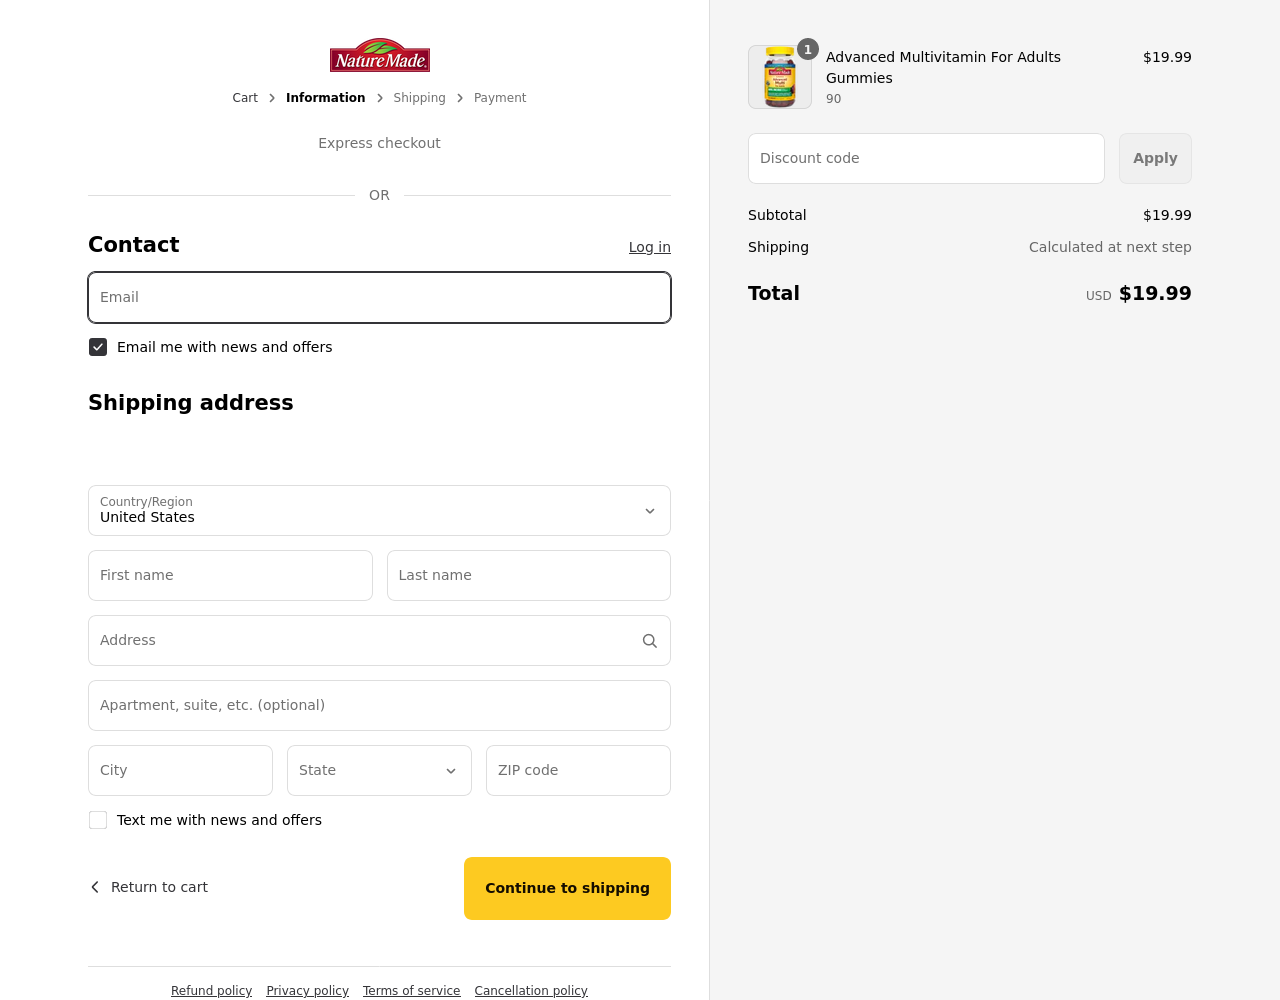 Nature Made
Cart
Information
Shipping
Payment
Express checkout
OR
Contact
Log in
Email
Email me with news and offers
Shipping address
Country/Region
United States
First name
Last name
Address
Apartment, suite, etc. (optional)
City
State
ZIP code
Text me with news and offers
Return to cart
Continue to shipping
Refund policy
Privacy policy
Terms of service
Cancellation policy
1
Advanced Multivitamin For Adults
Gummies
90
$19.99
Discount code
Apply
Subtotal
$19.99
Shipping
Calculated at next step
Total
USD $19.99